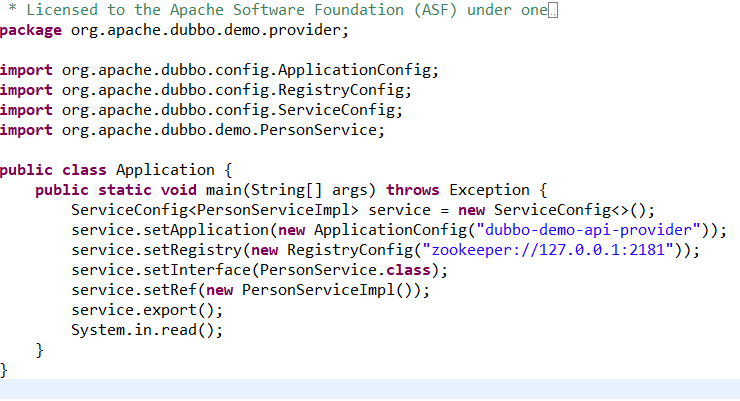 * Licensed to the Apache Software Foundation (ASF) under one..
package org.apache.dubbo.demo.provider;
import org.apache.dubbo.config.ApplicationConfig;
import org.apache.dubbo.config.RegistryConfig;
import org.apache.dubbo.config.ServiceConfig;
import org.apache.dubbo.demo.PersonService;
public class Application {
    public static void main(String[] args) throws Exception {
        ServiceConfig<PersonServiceImpl> service = new ServiceConfig<>();
        service.setApplication(new ApplicationConfig("dubbo-demo-api-provider"));
        service.setRegistry(new RegistryConfig("zookeeper://127.0.0.1:2181"));
        service.setInterface(PersonService.class);
        service.setRef(new PersonServiceImpl());
        service.export();
        System.in.read();
    }
}